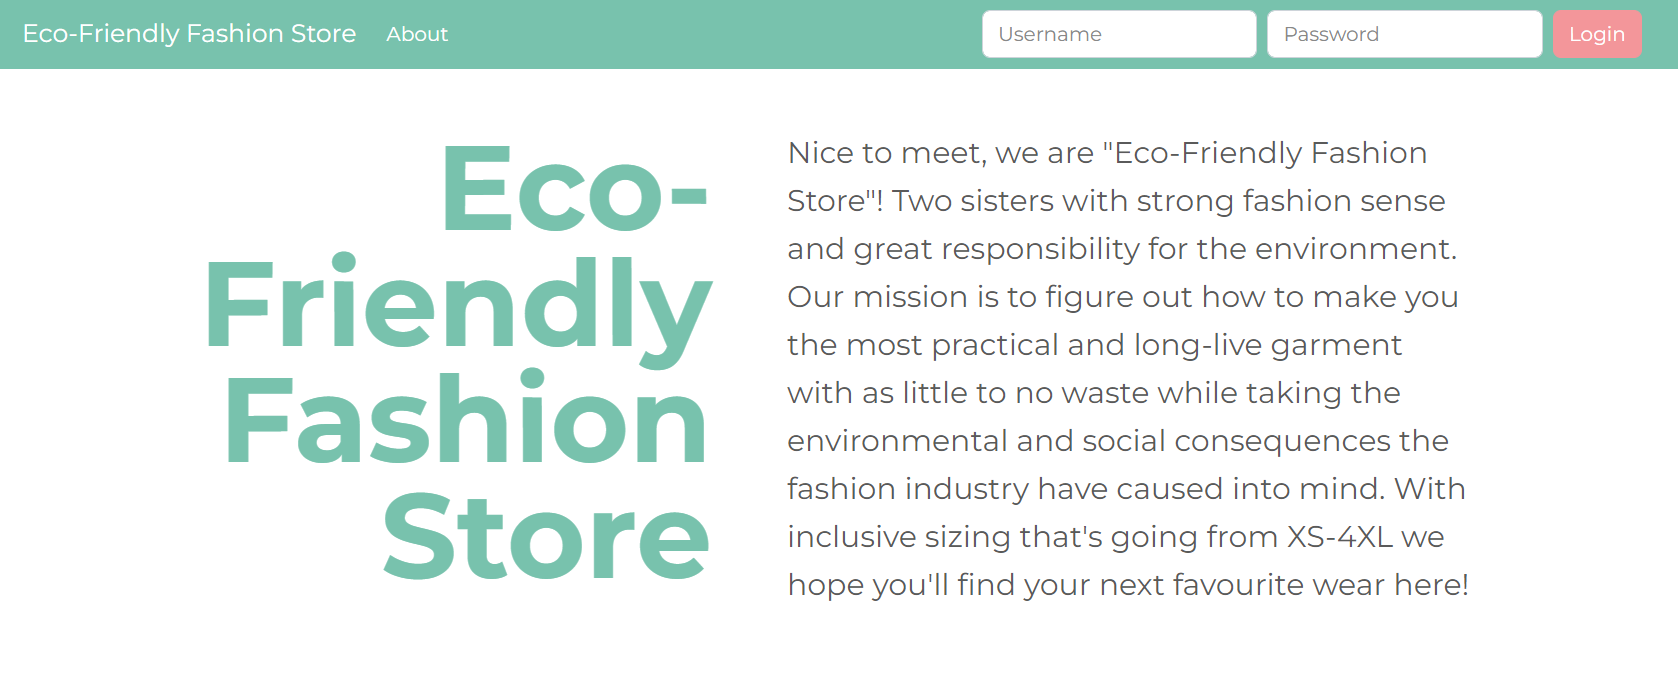 Eco-Friendly Fashion Store About Username Password Login
Eco-
Friendly
Fashion
Store
Nice to meet, we are "Eco-Friendly Fashion
Store"! Two sisters with strong fashion sense
and great responsibility for the environment.
Our mission is to figure out how to make you
the most practical and long-live garment
with as little to no waste while taking the
environmental and social consequences the
fashion industry have caused into mind. With
inclusive sizing that's going from XS-4XL we
hope you'll find your next favourite wear here!